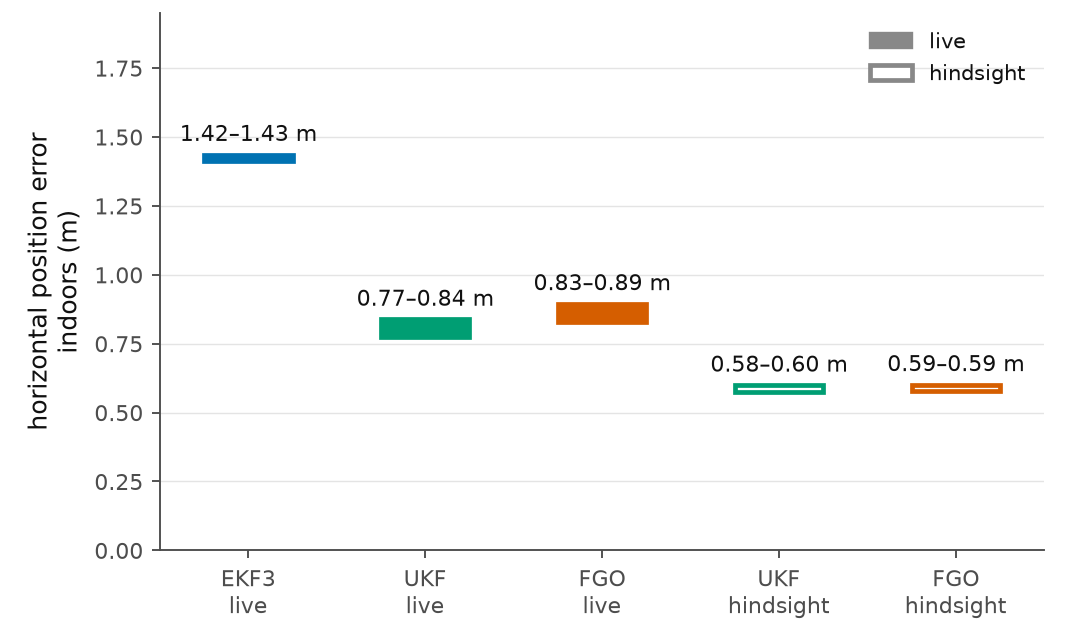 live
hindsight
horizontal position error
indoors (m)
1.75
1.50
1.25
1.00
0.75
0.50
0.25
0.00
1.42–1.43 m
0.77–0.84 m
0.83–0.89 m
0.58–0.60 m
0.59–0.59 m
EKF3
live
UKF
live
FGO
live
UKF
hindsight
FGO
hindsight